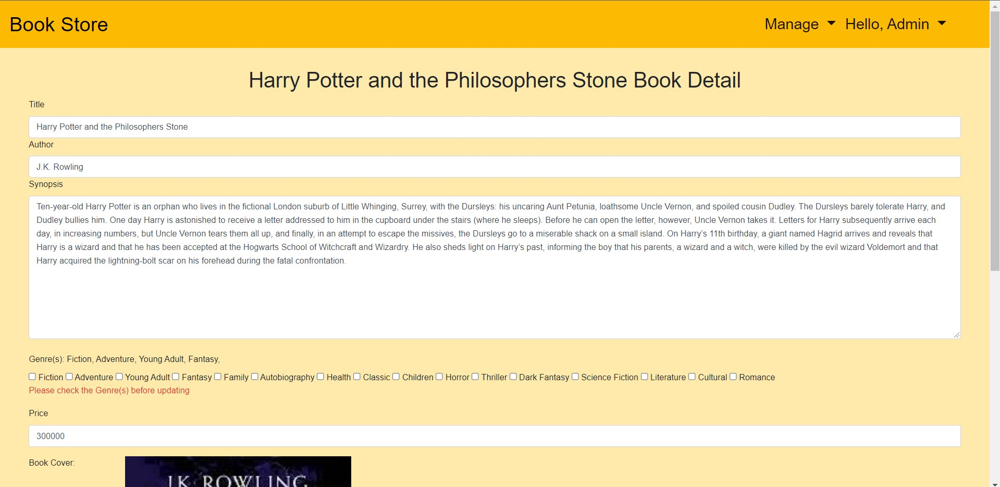 Book Store
Manage Hello, Admin
Harry Potter and the Philosophers Stone Book Detail
Title
Harry Potter and the Philosophers Stone
Author
J.K. Rowling
Synopsis
Ten-year-old Harry Potter is an orphan who lives in the fictional London suburb of Little Whinging, Surrey, with the Dursleys: his uncaring Aunt Petunia, loathsome Uncle Vernon, and spoiled cousin Dudley. The Dursleys barely tolerate Harry, and
Dudley bullies him. One day Harry is astonished to receive a letter addressed to him in the cupboard under the stairs (where he sleeps). Before he can open the letter, however, Uncle Vernon takes it. Letters for Harry subsequently arrive each
day, in increasing numbers, but Uncle Vernon tears them all up, and finally, in an attempt to escape the missives, the Dursleys go to a miserable shack on a small island. On Harry’s 11th birthday, a giant named Hagrid arrives and reveals that
Harry is a wizard and that he has been accepted at the Hogwarts School of Witchcraft and Wizardry. He also sheds light on Harry’s past, informing the boy that his parents, a wizard and a witch, were killed by the evil wizard Voldemort and that
Harry acquired the lightning-bolt scar on his forehead during the fatal confrontation.
Genre(s): Fiction, Adventure, Young Adult, Fantasy,
Fiction Adventure Young Adult Fantasy Family Autobiography Health Classic Children Horror Thriller Dark Fantasy Science Fiction Literature Cultural Romance
Please check the Genre(s) before updating
Price
300000
Book Cover:
J.K. ROWLING